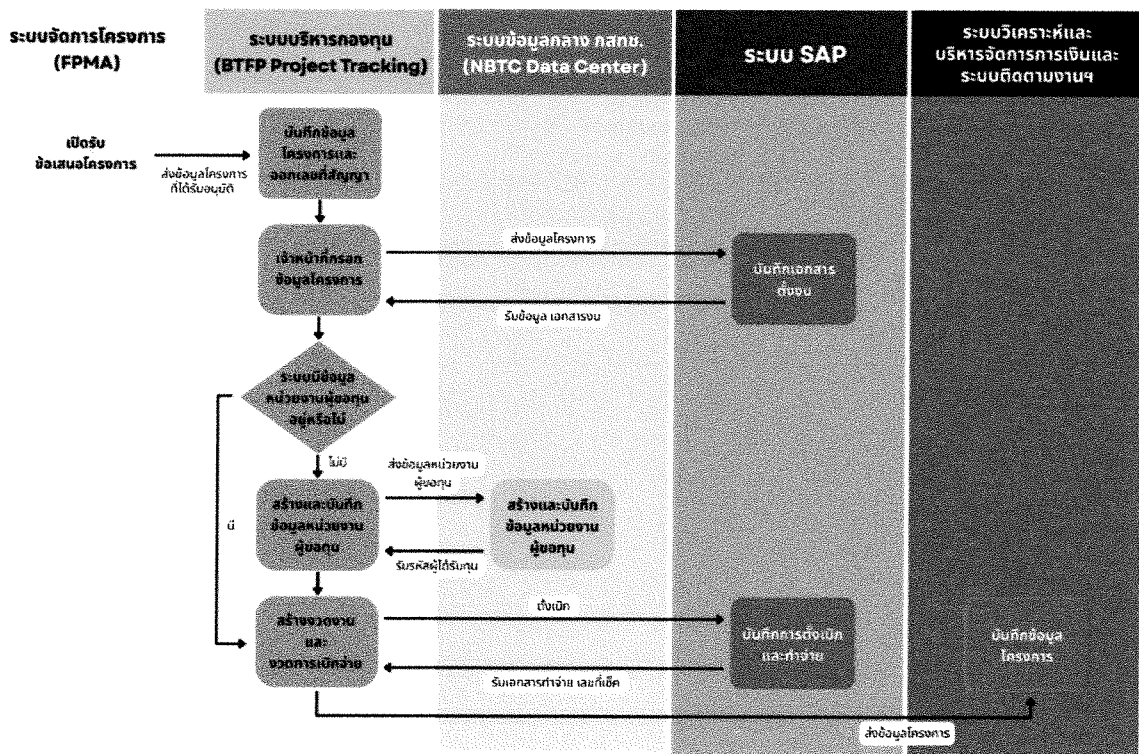 ระบบจัดการโครงการ
(FPMA)
ระบบบริหารกองทุน
(BTFP Project Tracking)
ระบบข้อมูลกลาง กสทช.
(NBTC Data Center)
ระบบ SAP
ระบบวิเคราะห์และ
บริหารจัดการการเงินและ
ระบบติดตามงานฯ
เปิดรับ
ข้อเสนอโครงการ
ส่งข้อมูลโครงการ
ที่ได้รับอนุมัติ
บันทึกข้อมูล
โครงการและ
ออกเลขที่สัญญา
เจ้าหน้าที่กรอก
ข้อมูลโครงการ
ส่งข้อมูลโครงการ
บันทึกเอกสาร
ตั้งงบ
รับข้อมูล เอกสารงบ
ระบบมีข้อมูล
หน่วยงานผู้ขอทุน
อยู่หรือไม่
ไม่มี
มี
ส่งข้อมูลหน่วยงาน
ผู้ขอทุน
สร้างและบันทึก
ข้อมูลหน่วยงาน
ผู้ขอทุน
สร้างและบันทึก
ข้อมูลหน่วยงาน
ผู้ขอทุน
รับรหัสผู้ได้รับทุน
สร้างงวดงาน
และ
งวดการเบิกจ่าย
ตั้งเบิก
บันทึกการตั้งเบิก
และทำจ่าย
รับเอกสารทำจ่าย เลขที่เช็ค
บันทึกข้อมูล
โครงการ
ส่งข้อมูลโครงการ